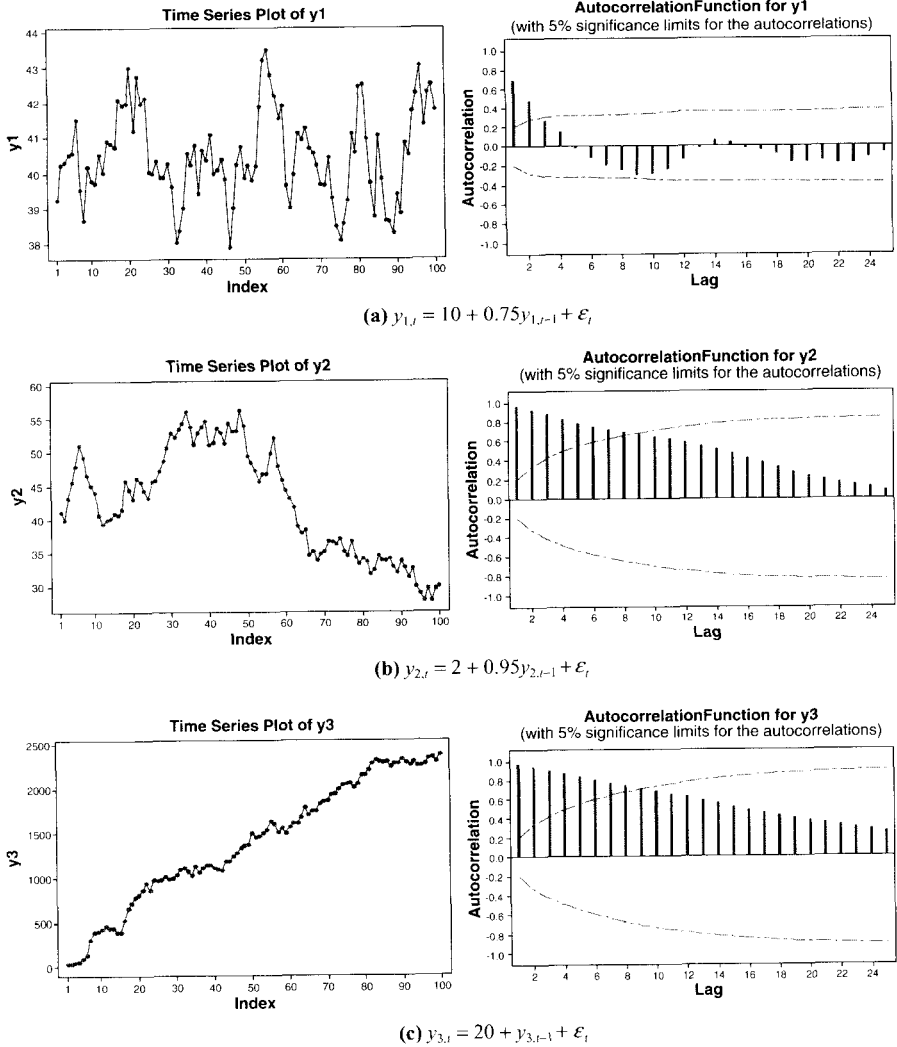 Time Series Plot of y1
44
43
42
41
40
39
38
y1
1 10 20 30 40 50 60 70 80 90 100
Index
AutocorrelationFunction for y1
(with 5% significance limits for the autocorrelations)
1.0
0.8
0.6
0.4
0.2
0.0
-0.2
-0.4
-0.6
-0.8
-1.0
Autocorrelation
2 4 6 8 10 12 14 16 18 20 22 24
Lag
(a) y₁,ₜ = 10 + 0.75y₁,ₜ₋₁ + εₜ
Time Series Plot of y2
60
55
50
45
40
35
30
y2
1 10 20 30 40 50 60 70 80 90 100
Index
AutocorrelationFunction for y2
(with 5% significance limits for the autocorrelations)
1.0
0.8
0.6
0.4
0.2
0.0
-0.2
-0.4
-0.6
-0.8
-1.0
Autocorrelation
2 4 6 8 10 12 14 16 18 20 22 24
Lag
(b) y₂,ₜ = 2 + 0.95y₂,ₜ₋₁ + εₜ
Time Series Plot of y3
2500
2000
1500
1000
500
0
y3
1 10 20 30 40 50 60 70 80 90 100
Index
AutocorrelationFunction for y3
(with 5% significance limits for the autocorrelations)
1.0
0.8
0.6
0.4
0.2
0.0
-0.2
-0.4
-0.6
-0.8
-1.0
Autocorrelation
2 4 6 8 10 12 14 16 18 20 22 24
Lag
(c) y₃,ₜ = 20 + y₃,ₜ₋₁ + εₜ